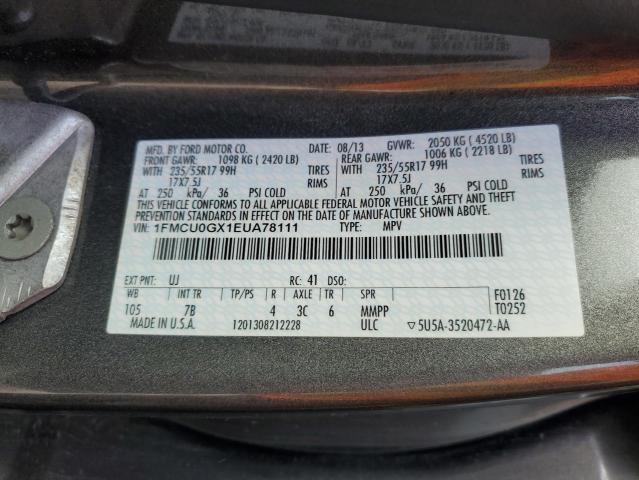 MFD. BY FORD MOTOR CO. DATE: 08/13 GVWR: 2050 KG ( 4520 LB)
FRONT GAWR: 1098 KG ( 2420 LB) REAR GAWR: 1006 KG ( 2218 LB)
WITH 235/55R17 99H TIRES WITH 235/55R17 99H TIRES
17X7.5J RIMS 17X7.5J RIMS
AT 250 kPa/ 36 PSI COLD AT 250 kPa/ 36 PSI COLD
THIS VEHICLE CONFORMS TO ALL APPLICABLE FEDERAL MOTOR VEHICLE SAFETY AND THEFT
PREVENTION STANDARDS IN EFFECT ON THE DATE OF MANUFACTURE SHOWN ABOVE.
VIN: 1FMCU0GX1EUA78111 TYPE: MPV
EXT PNT: UJ RC: 41 DSO:
WB INT TR TP/PS R AXLE TR SPR F0126
105 7B 4 3C 6 MMPP T0252
MADE IN U.S.A. 1201308212228 ULC ▽5U5A-3520472-AA